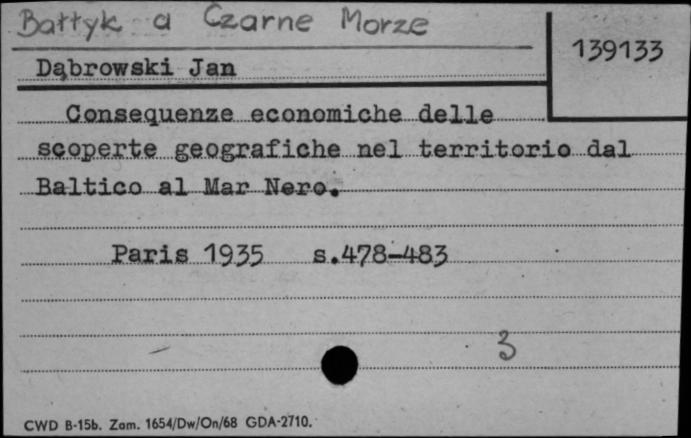 Bałtyk a Czarne Morze
139133
Dąbrowski Jan
Consequenze economiche delle
scoperte geografiche nel territorio dal
Baltico al Mar Nero.
Paris 1935 s.478-483
3
CWD B-15b. Zam. 1654/Dw/On/68 GDA-2710.